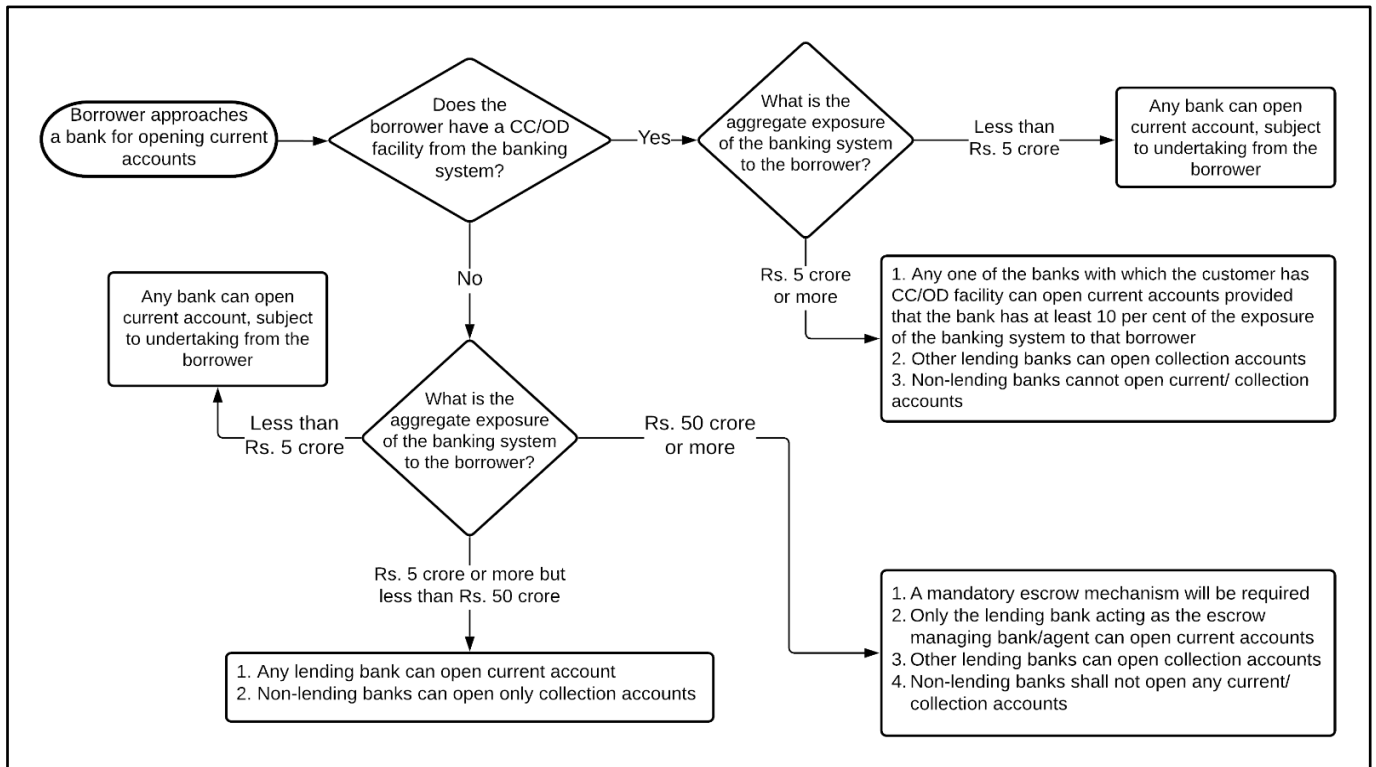 Borrower approaches
a bank for opening current
accounts
Does the
borrower have a CC/OD
facility from the banking
system?
Yes
What is the
aggregate exposure
of the banking system
to the borrower?
Less than
Rs. 5 crore
Any bank can open
current account, subject
to undertaking from the
borrower
Rs. 5 crore
or more
1. Any one of the banks with which the customer has
CC/OD facility can open current accounts provided
that the bank has at least 10 per cent of the exposure
of the banking system to that borrower
2. Other lending banks can open collection accounts
3. Non-lending banks cannot open current/ collection
accounts
No
What is the
aggregate exposure
of the banking system
to the borrower?
Less than
Rs. 5 crore
Any bank can open
current account, subject
to undertaking from the
borrower
Rs. 5 crore or more but
less than Rs. 50 crore
1. Any lending bank can open current account
2. Non-lending banks can open only collection accounts
Rs. 50 crore
or more
1. A mandatory escrow mechanism will be required
2. Only the lending bank acting as the escrow
managing bank/agent can open current accounts
3. Other lending banks can open collection accounts
4. Non-lending banks shall not open any current/
collection accounts